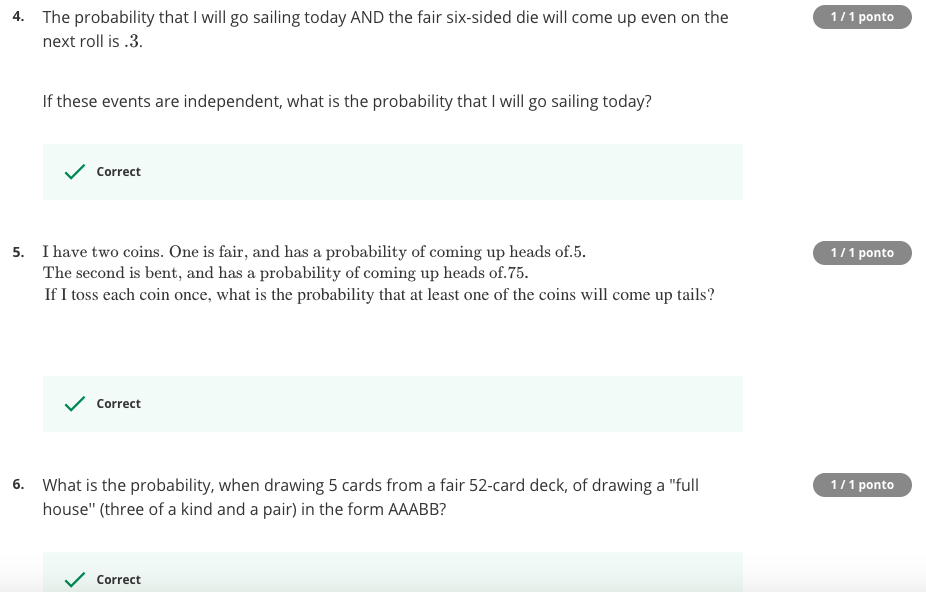 4. The probability that I will go sailing today AND the fair six-sided die will come up even on the
1 / 1 ponto
next roll is .3.
If these events are independent, what is the probability that I will go sailing today?
Correct
5. I have two coins. One is fair, and has a probability of coming up heads of.5.
1 / 1 ponto
The second is bent, and has a probability of coming up heads of.75.
If I toss each coin once, what is the probability that at least one of the coins will come up tails?
Correct
6. What is the probability, when drawing 5 cards from a fair 52-card deck, of drawing a "full
1 / 1 ponto
house" (three of a kind and a pair) in the form AAABB?
Correct